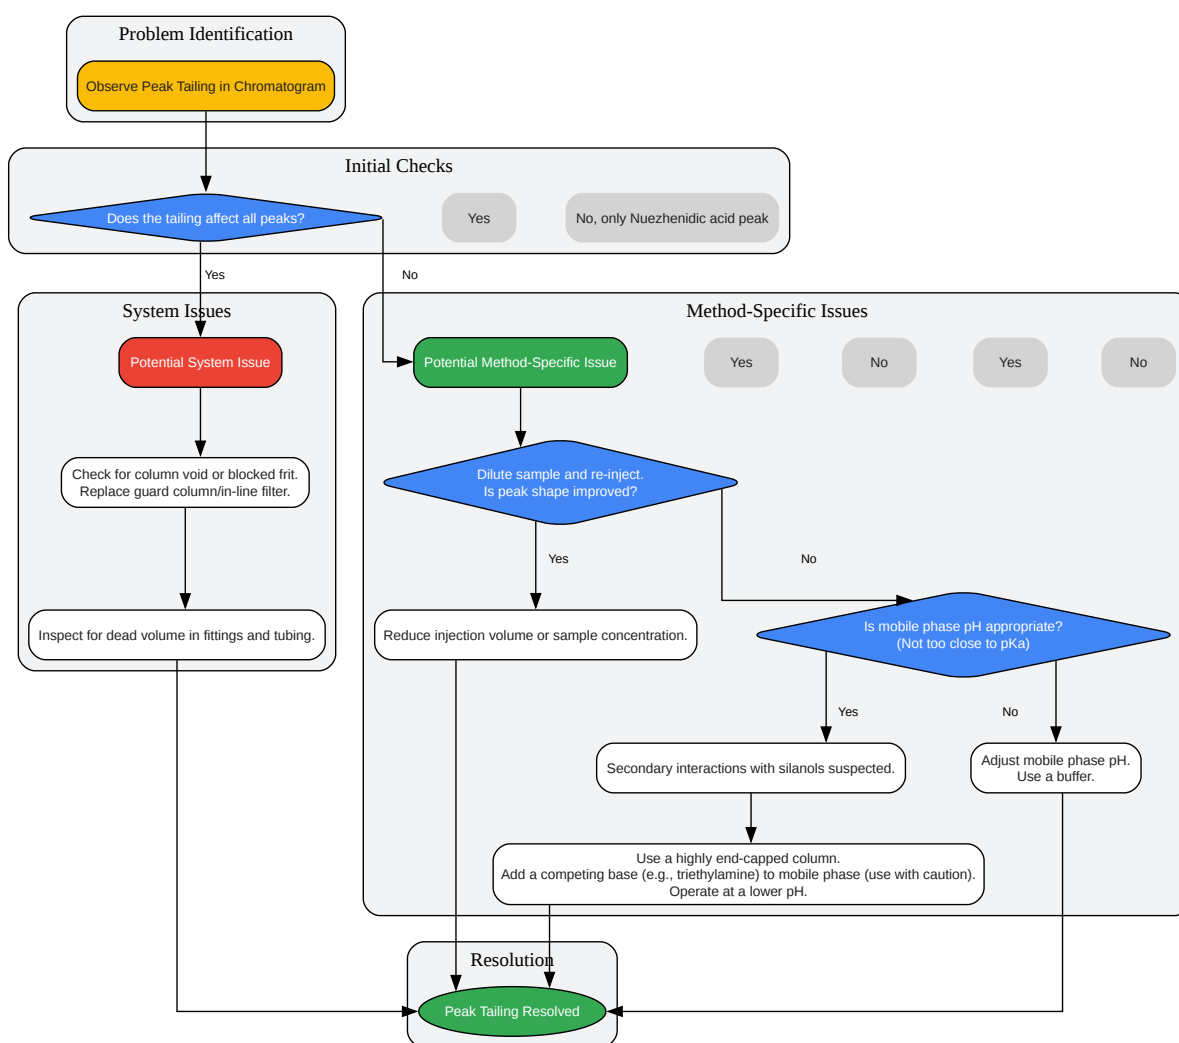 Problem Identification
Observe Peak Tailing in Chromatogram
Initial Checks
Does the tailing affect all peaks?
Yes
No, only Nuezhenidic acid peak
Yes
No
System Issues
Potential System Issue
Check for column void or blocked frit.
Replace guard column/in-line filter.
Inspect for dead volume in fittings and tubing.
Method-Specific Issues
Potential Method-Specific Issue
Yes
No
Yes
No
Dilute sample and re-inject.
Is peak shape improved?
Yes
No
Reduce injection volume or sample concentration.
Is mobile phase pH appropriate?
(Not too close to pKa)
Yes
No
Secondary interactions with silanols suspected.
Adjust mobile phase pH.
Use a buffer.
Use a highly end-capped column.
Add a competing base (e.g., triethylamine) to mobile phase (use with caution).
Operate at a lower pH.
Resolution
Peak Tailing Resolved